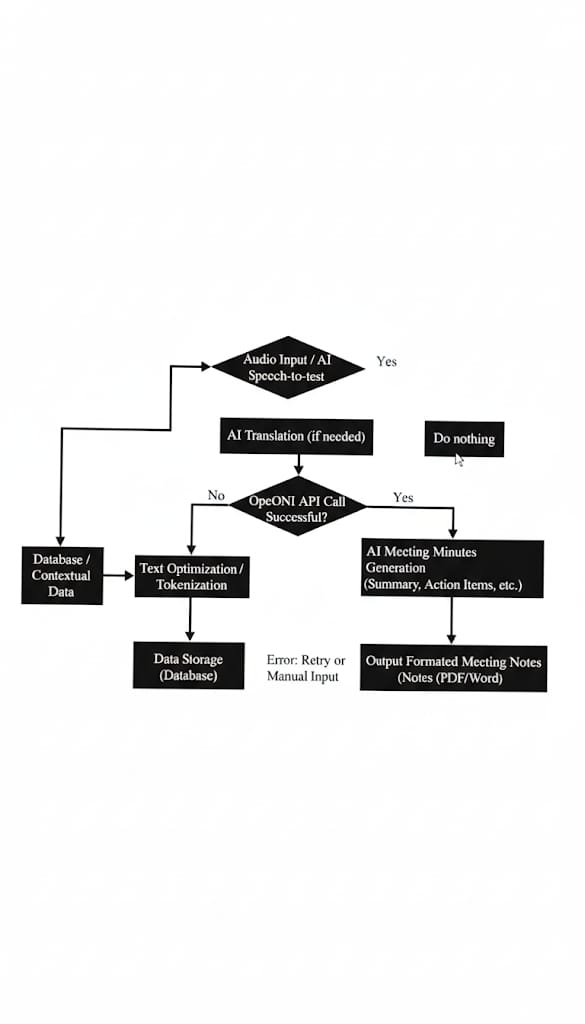 Audio Input / AI
Speech-to-test
Yes
AI Translation (if needed)
Do nothing
No
OpeONI API Call
Successful?
Yes
Database /
Contextual
Data
Text Optimization /
Tokenization
AI Meeting Minutes
Generation
(Summary, Action Items, etc.)
Data Storage
(Database)
Error: Retry or
Manual Input
Output Formated Meeting Notes
(Notes (PDF/Word)